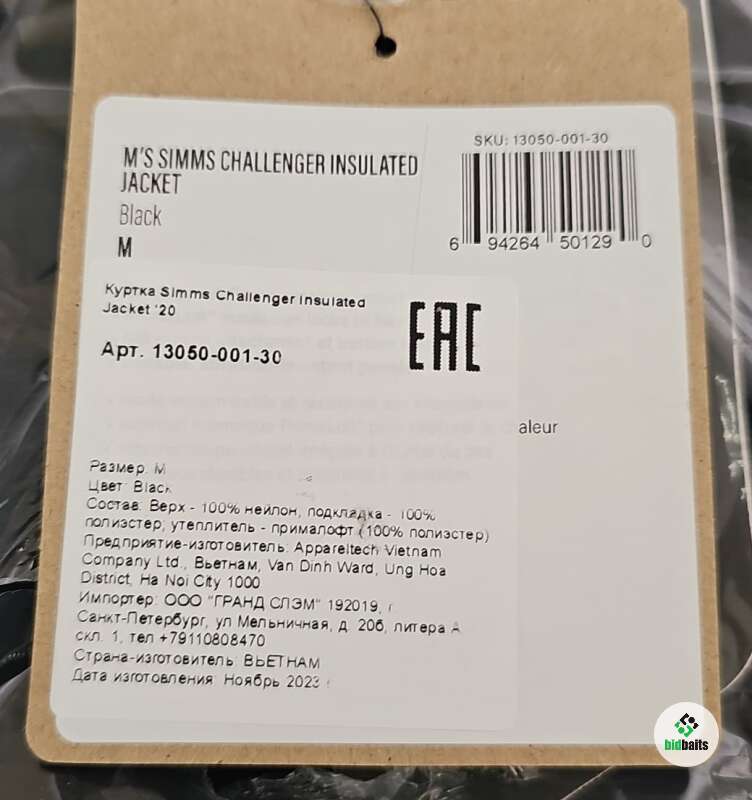 SKU: 13050-001-30
M'S SIMMS CHALLENGER INSULATED
JACKET
Black
M
6 94264 50129 0
Куртка Simms Challenger Insulated
Jacket '20
EAC
Арт. 13050-001-30
aleur
Размер: M
Цвет: Black
Состав: Верх - 100% нейлон, подкладка - 100%
полиэстер, утеплитель - прималофт (100% полиэстер)
Предприятие-изготовитель: Appareltech Vietnam
Company Ltd., Вьетнам, Van Dinh Ward, Ung Hoa
District, Ha Noi City 1000
Импортер: ООО "ГРАНД СЛЭМ" 192019, г.
Санкт-Петербург, ул Мельничная, д. 20б, литера А
скл. 1, тел +79110808470
Страна-изготовитель: ВЬЕТНАМ
Дата изготовления: Ноябрь 2023 г
bidbaits